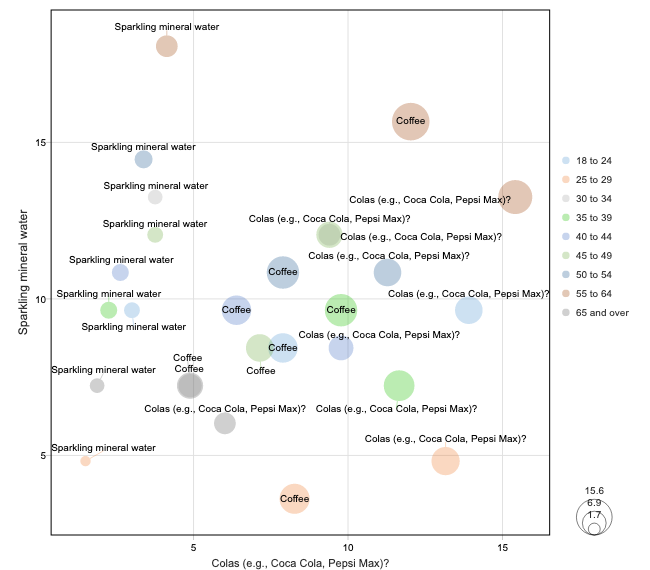 Sparkling mineral water
Coffee
15
Sparkling mineral water
18 to 24
25 to 29
Sparkling mineral water
30 to 34
Colas (e.g., Coca Cola, Pepsi Max)?
35 to 39
Colas (e.g., Coca Cola, Pepsi Max)?
Sparkling mineral water
40 to 44
Colas (e.g., Coca Cola, Pepsi Max)?
45 to 49
Colas (e.g., Coca Cola, Pepsi Max)?
Sparkling mineral water
Coffee
50 to 54
Sparkling mineral water
Colas (e.g., Coca Cola, Pepsi Max)?
55 to 64
10
Coffee
Coffee
65 and over
Sparkling mineral water
Colas (e.g., Coca Cola, Pepsi Max)?
Coffee
Coffee
Sparkling mineral water
Coffee
Coffee
Colas (e.g., Coca Cola, Pepsi Max)?
Colas (e.g., Coca Cola, Pepsi Max)?
Sparkling mineral water
Colas (e.g., Coca Cola, Pepsi Max)?
5
Coffee
15.6
6.9
1.7
5
10
15
Colas (e.g., Coca Cola, Pepsi Max)?
Sparkling mineral water